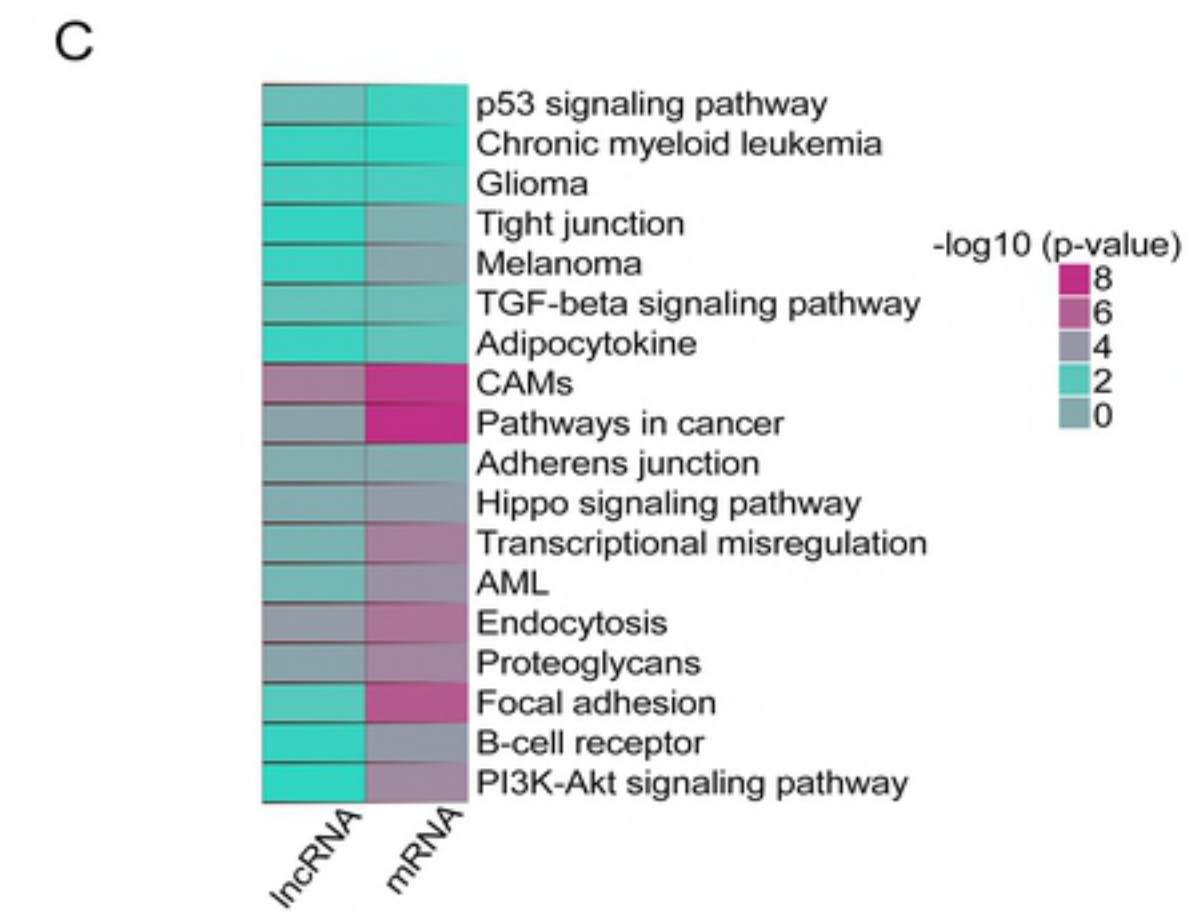 C
p53 signaling pathway
Chronic myeloid leukemia
Glioma
Tight junction
Melanoma
TGF-beta signaling pathway
Adipocytokine
CAMs
Pathways in cancer
Adherens junction
Hippo signaling pathway
Transcriptional misregulation
AML
Endocytosis
Proteoglycans
Focal adhesion
B-cell receptor
PI3K-Akt signaling pathway
lncRNA
mRNA
-log10 (p-value)
8
6
4
2
0